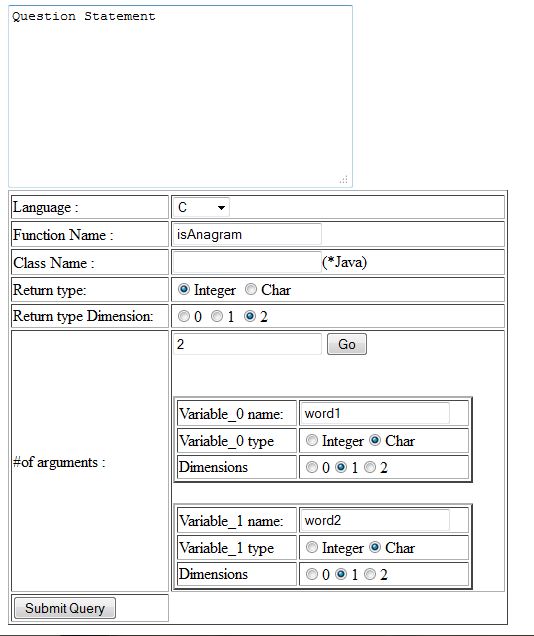 Question Statement
Language : C
Function Name : isAnagram
Class Name : (*Java)
Return type: Integer Char
Return type Dimension: 0 1 2
2 Go
Variable_0 name: word1
Variable_0 type Integer Char
Dimensions 0 1 2
#of arguments :
Variable_1 name: word2
Variable_1 type Integer Char
Dimensions 0 1 2
Submit Query